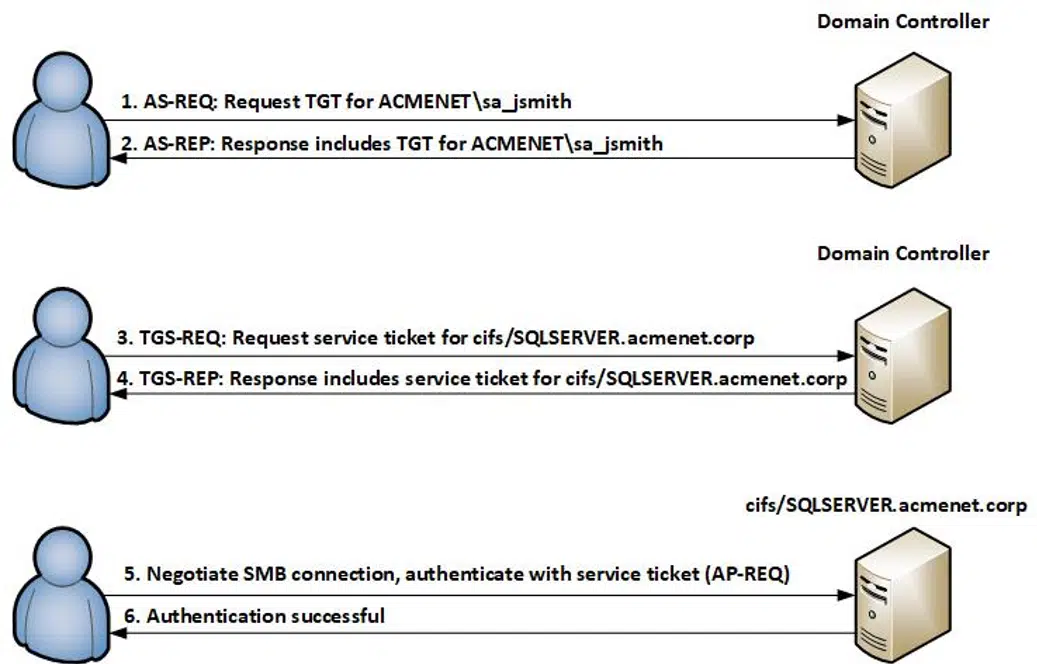 Domain Controller
1. AS-REQ: Request TGT for ACMENET\sa_jsmith
2. AS-REP: Response includes TGT for ACMENET\sa_jsmith
Domain Controller
3. TGS-REQ: Request service ticket for cifs/SQLSERVER.acmenet.corp
4. TGS-REP: Response includes service ticket for cifs/SQLSERVER.acmenet.corp
cifs/SQLSERVER.acmenet.corp
5. Negotiate SMB connection, authenticate with service ticket (AP-REQ)
6. Authentication successful